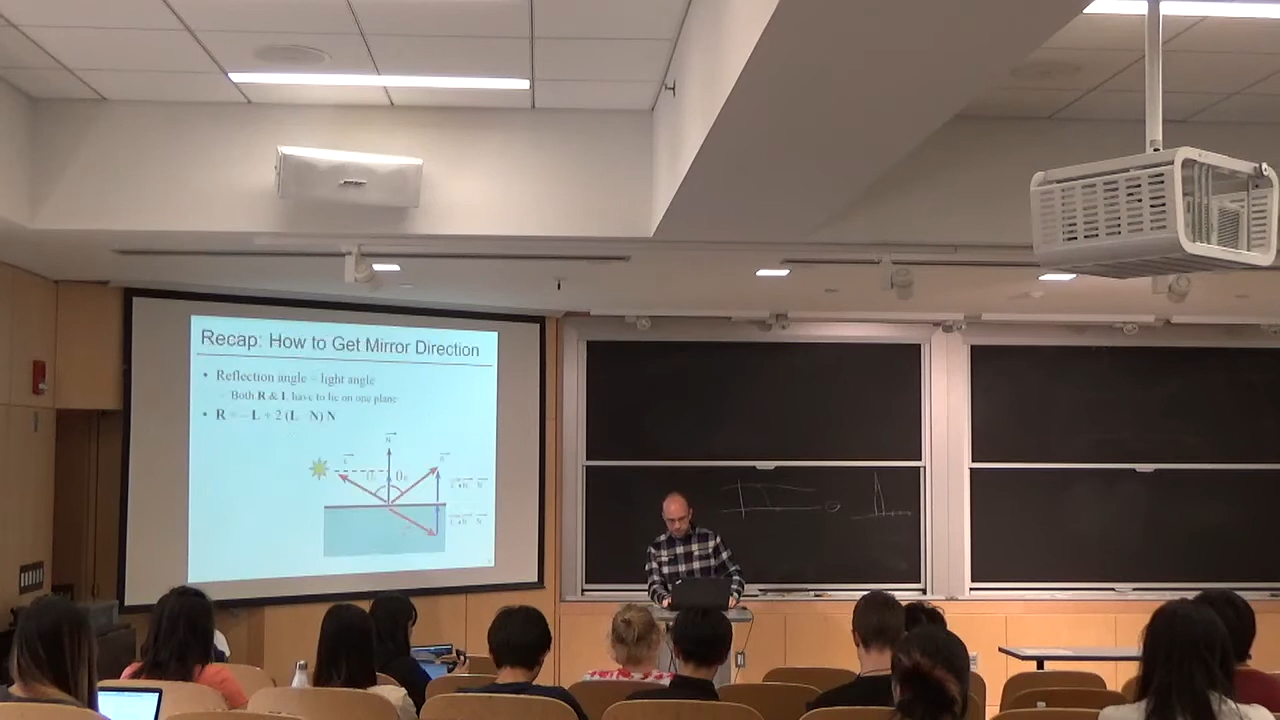 Recap: How to Get Mirror Direction
• Reflection angle = light angle
– Both R & L have to lie on one plane
• R = – L + 2 (L N) N
N
L
R
θ